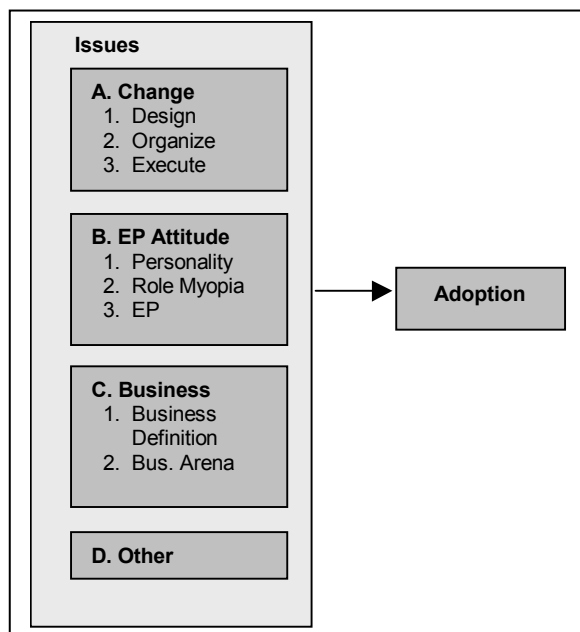 Issues
A. Change
1. Design
2. Organize
3. Execute
B. EP Attitude
1. Personality
2. Role Myopia
3. EP
Adoption
C. Business
1. Business
Definition
2. Bus. Arena
D. Other